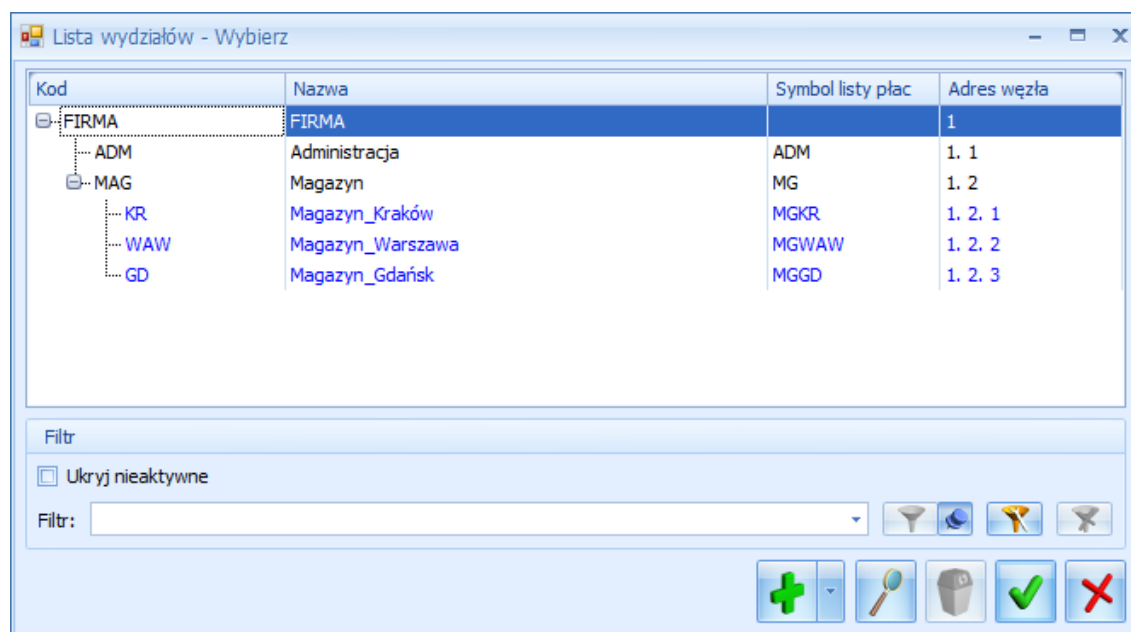 Lista wydziałów - Wybierz
Kod Nazwa Symbol listy płac Adres węzła
FIRMA FIRMA 1
ADM Administracja ADM 1. 1
MAG Magazyn MG 1. 2
KR Magazyn_Kraków MGKR 1. 2. 1
WAW Magazyn_Warszawa MGWAW 1. 2. 2
GD Magazyn_Gdańsk MGGD 1. 2. 3
Filtr
Ukryj nieaktywne
Filtr: